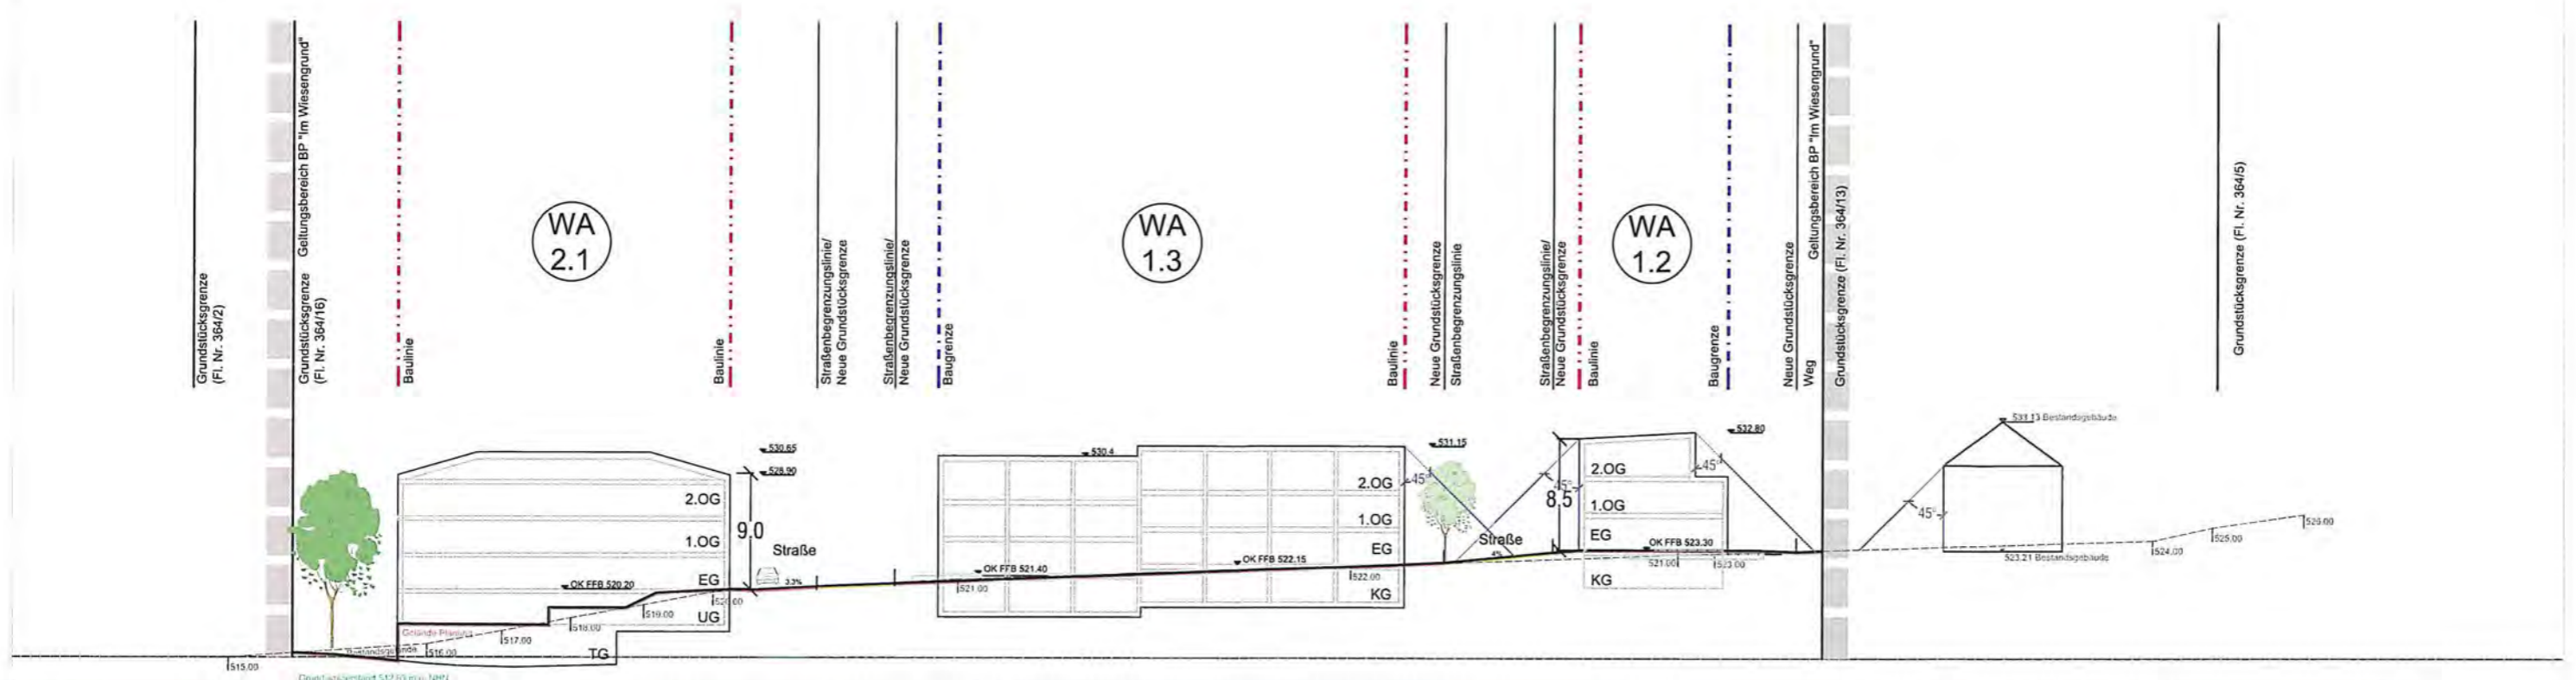 Grundstücksgrenze
(Fl. Nr. 364/2)
Geltungsbereich BP "Im Wiesengrund"
Grundstücksgrenze
(Fl. Nr. 364/16)
Baulinie
WA
2.1
Baulinie
Straßenbegrenzungslinie/
Neue Grundstücksgrenze
Straßenbegrenzungslinie/
Neue Grundstücksgrenze
Baugrenze
WA
1.3
Baulinie
Neue Grundstücksgrenze
Straßenbegrenzungslinie
Straßenbegrenzungslinie/
Neue Grundstücksgrenze
Baulinie
WA
1.2
Baugrenze
Neue Grundstücksgrenze
Weg
Geltungsbereich BP "Im Wiesengrund"
Grundstücksgrenze (Fl. Nr. 364/13)
Grundstücksgrenze (Fl. Nr. 364/5)
530.65
528.90
2.OG
1.OG
9.0
Straße
3.3%
OK FFB 520.20
EG
520.00
519.00
UG
518.00
517.00
Gelände Planung
Bestandsgelände
516.00
TG
515.00
530.4
531.15
2.OG
45°
1.OG
EG
OK FFB 521.40
OK FFB 522.15
521.00
522.00
KG
532.80
2.OG
45°
45°
8.5
1.OG
Straße
4%
EG
OK FFB 523.30
521.00
523.00
KG
533.13 Bestandsgebäude
45°
523.21 Bestandsgebäude
524.00
525.00
526.00